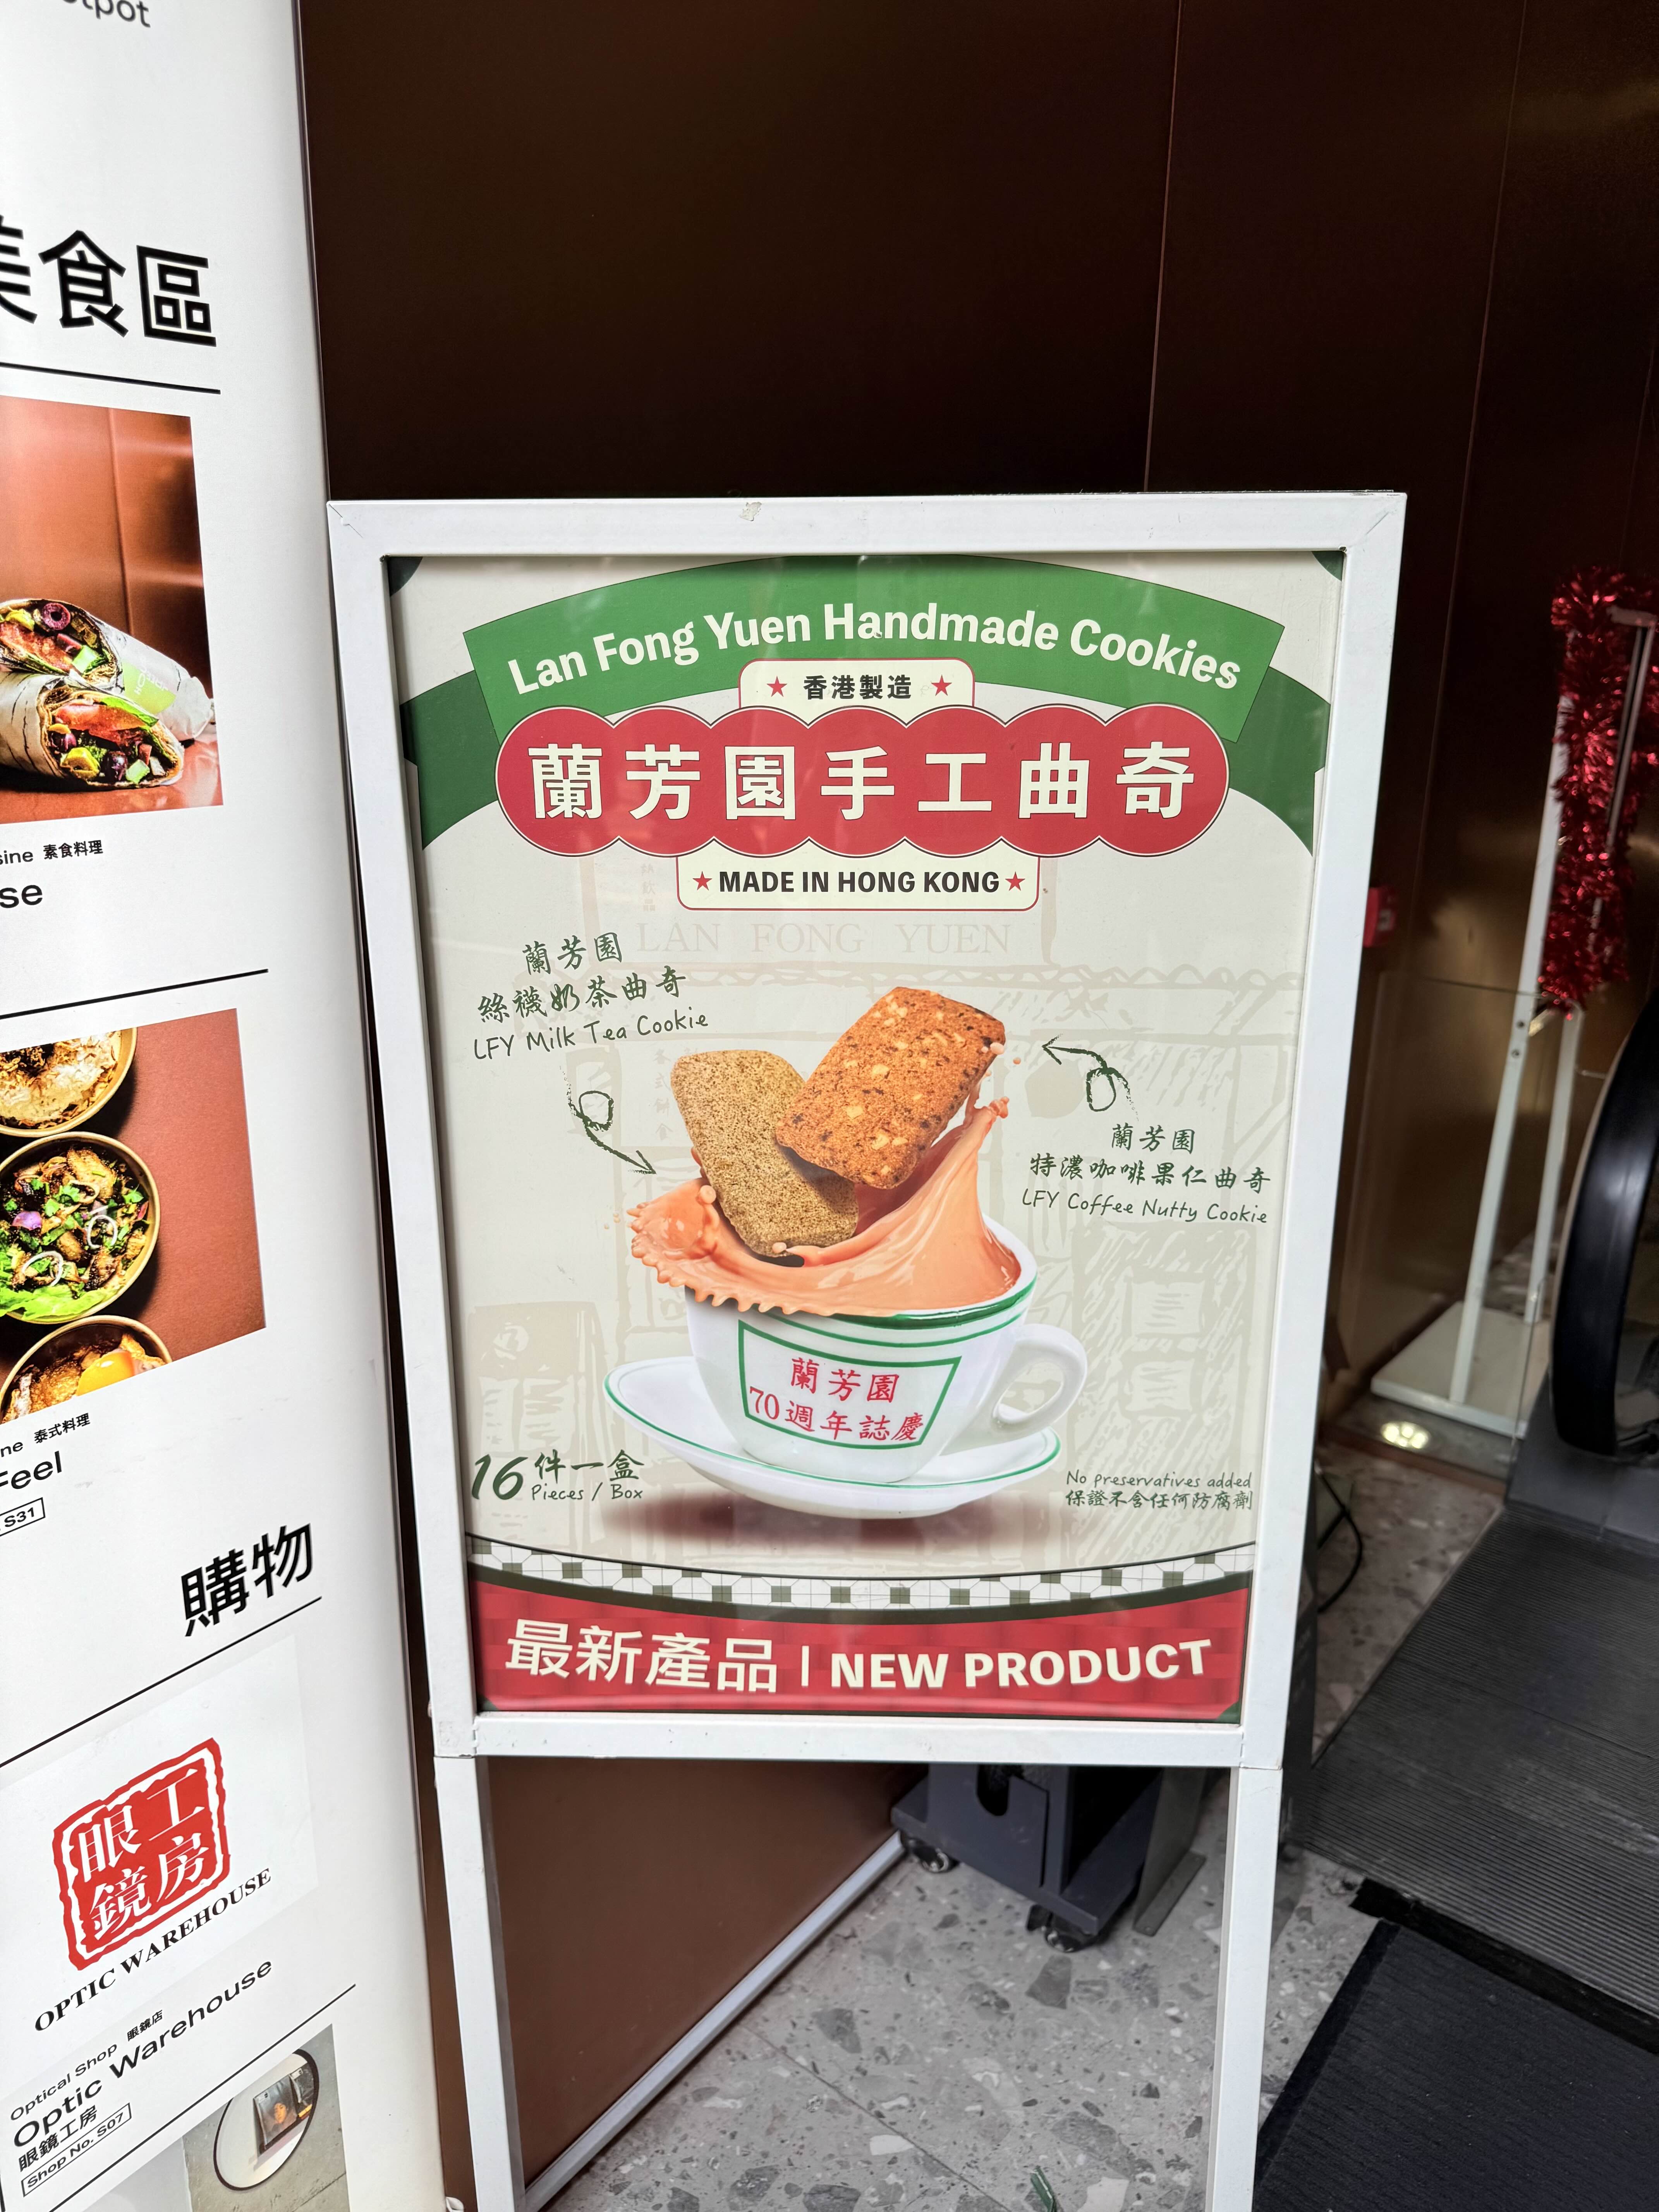 美食區
素食料理
泰式料理
Feel
S31
購物
眼鏡工房
OPTIC WAREHOUSE
Optical Shop 眼鏡店
Optic Warehouse
眼鏡工房
Shop No. S07
Lan Fong Yuen Handmade Cookies
★ 香港製造 ★
蘭芳園手工曲奇
★ MADE IN HONG KONG ★
LAN FONG YUEN
蘭芳園
絲襪奶茶曲奇
LFY Milk Tea Cookie
蘭芳園
特濃咖啡果仁曲奇
LFY Coffee Nutty Cookie
蘭芳園
70週年誌慶
16 件一盒
Pieces / Box
No preservatives added
保證不含任何防腐劑
最新產品 | NEW PRODUCT